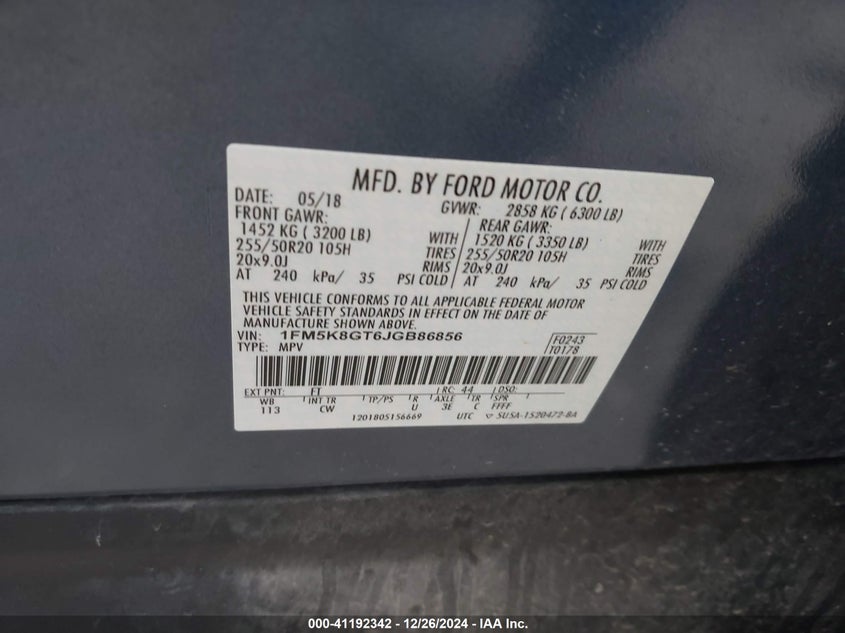 MFD. BY FORD MOTOR CO.
DATE: 05/18 GVWR: 2858 KG ( 6300 LB)
FRONT GAWR: REAR GAWR:
1452 KG ( 3200 LB) WITH 1520 KG ( 3350 LB) WITH
255/50R20 105H TIRES 255/50R20 105H TIRES
20x9.0J RIMS 20x9.0J RIMS
AT 240 kPa/ 35 PSI COLD AT 240 kPa/ 35 PSI COLD
THIS VEHICLE CONFORMS TO ALL APPLICABLE FEDERAL MOTOR
VEHICLE SAFETY STANDARDS IN EFFECT ON THE DATE OF
MANUFACTURE SHOWN ABOVE.
VIN: 1FM5K8GT6JGB86856 F0243
TYPE: MPV T0178
EXT PNT: FT RC: 44 DSO:
WB INT TR TP/PS R AXLE TR SPR
113 CW U 3E C FFFF
120180515669 UTC ▽ SU5A-1520472-BA
000-41192342 - 12/26/2024 - IAA Inc.